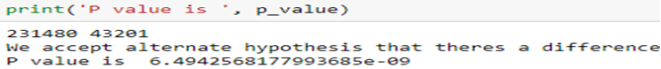 print('P value is ', p_value)
231480 43201
We accept alternate hypothesis that theres a difference
P value is  6.4942568177993685e-09